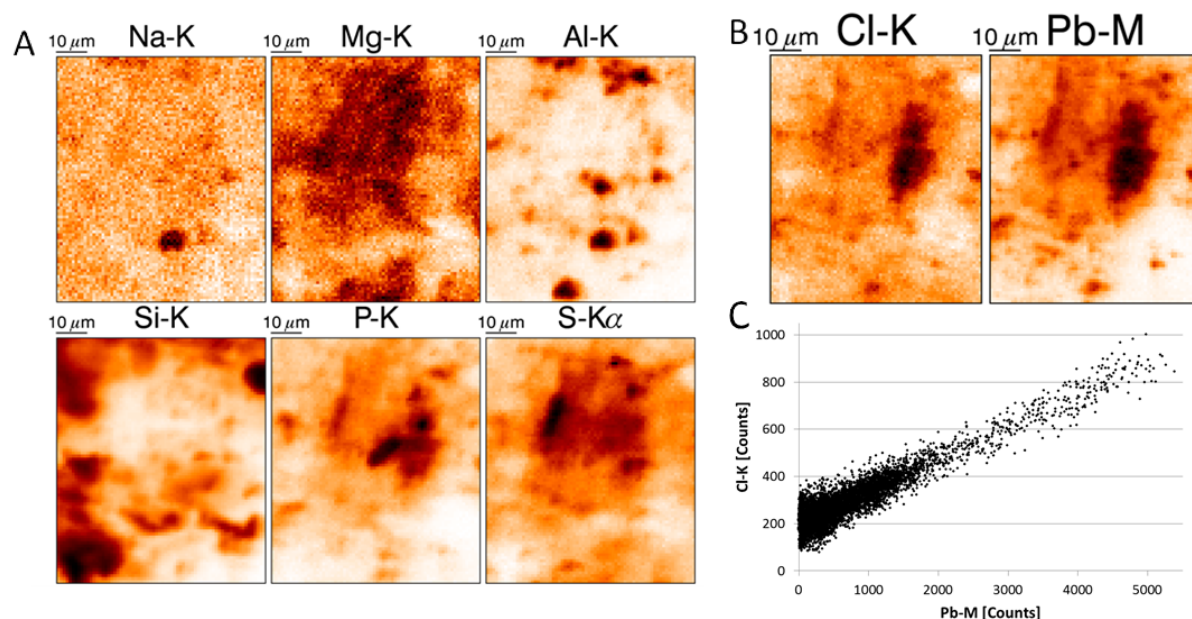 A
10 μm Na-K
10 μm Mg-K
10 μm Al-K
10 μm Si-K
10 μm P-K
10 μm S-Kα
B
10 μm Cl-K
10 μm Pb-M
C
1000
800
600
400
200
0
Cl-K [Counts]
0 1000 2000 3000 4000 5000
Pb-M [Counts]